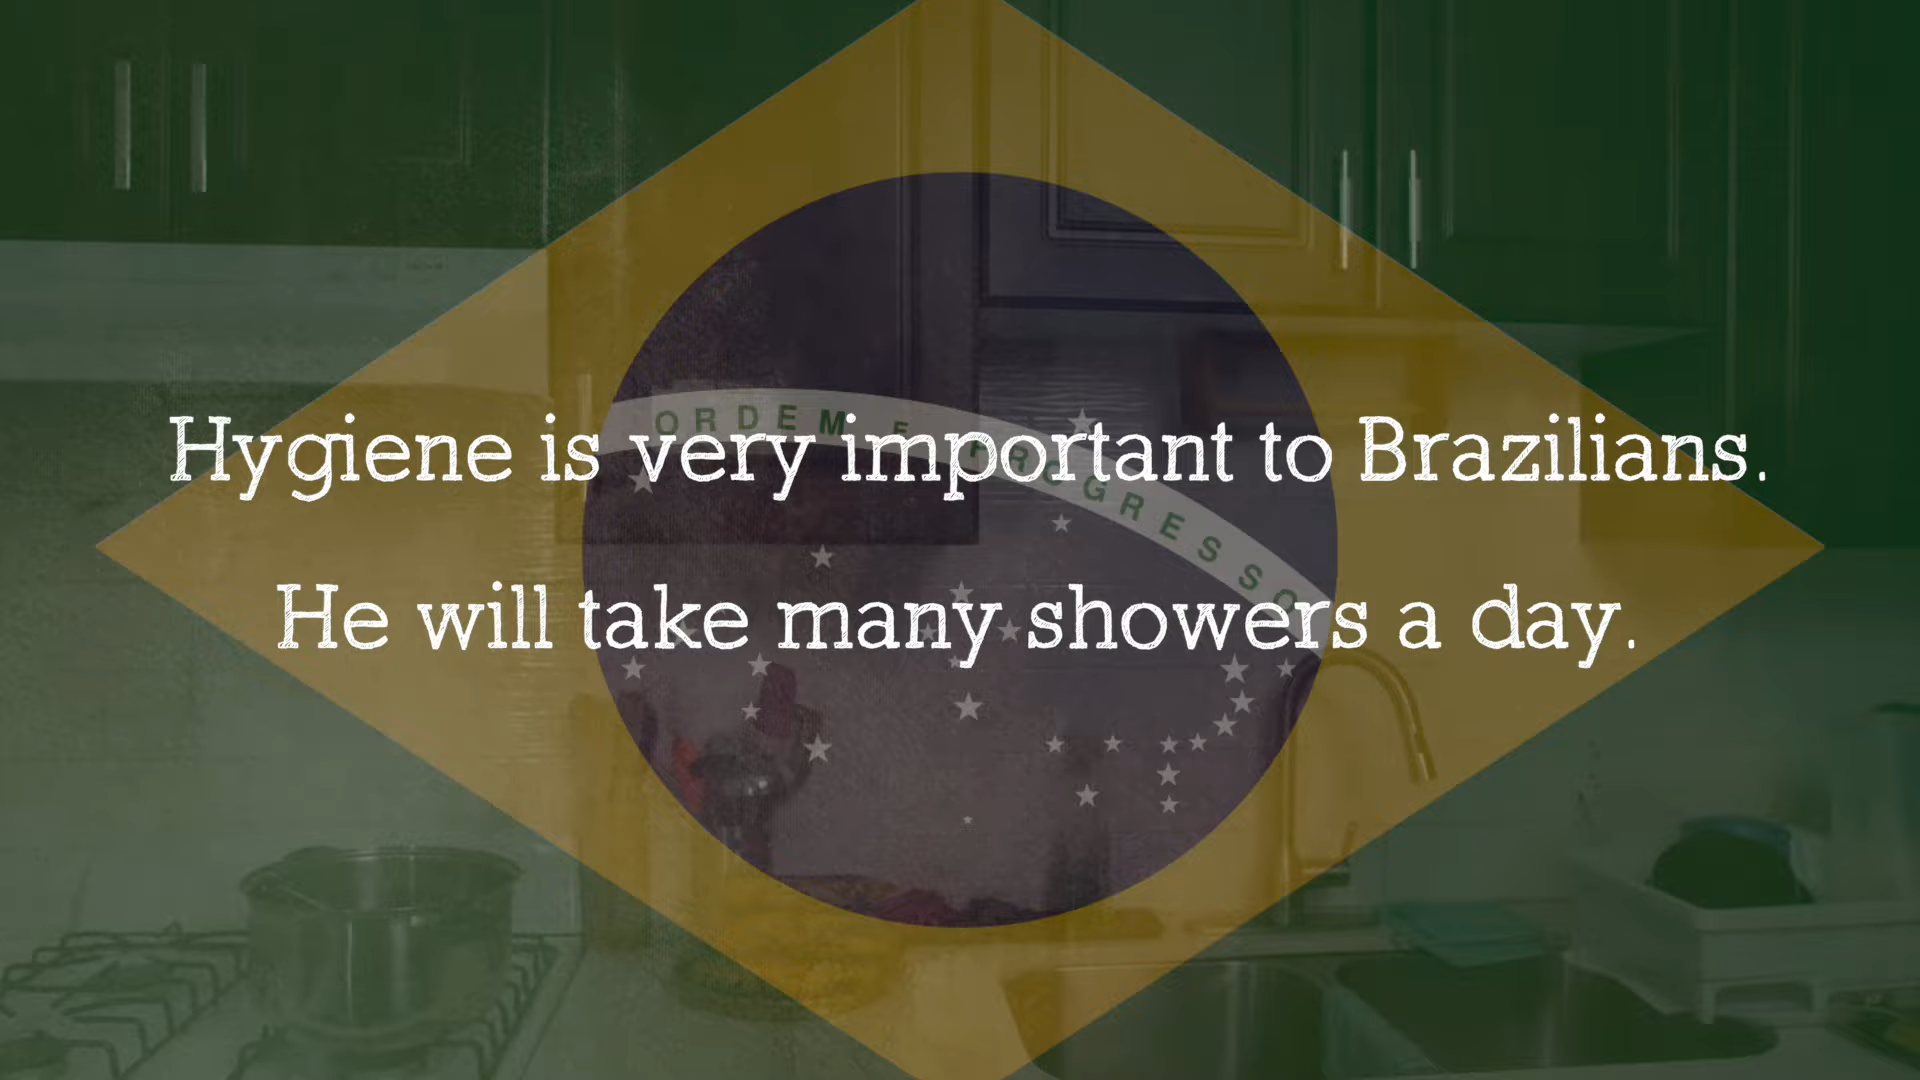 ORDEM E PROGRESSO
Hygiene is very important to Brazilians.
He will take many showers a day.